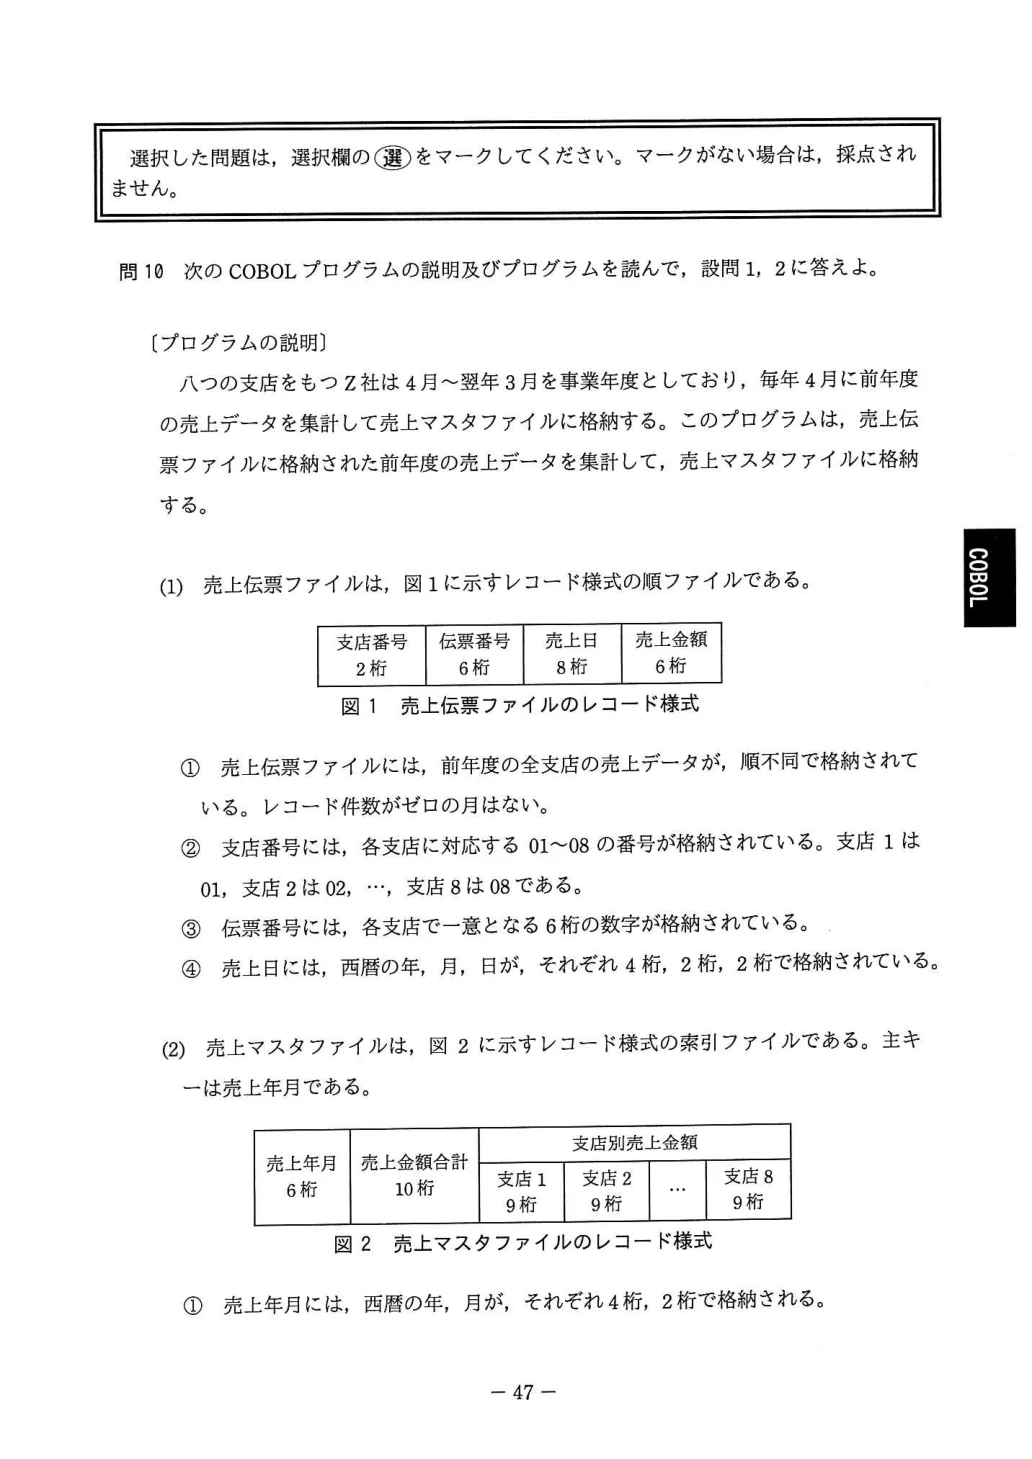 選択した問題は，選択欄の選をマークしてください。マークがない場合は，採点され
ません。
問10 次の COBOL プログラムの説明及びプログラムを読んで，設問 1，2 に答えよ。
〔プログラムの説明〕
八つの支店をもつ Z 社は 4 月～翌年 3 月を事業年度としており，毎年 4 月に前年度
の売上データを集計して売上マスタファイルに格納する。このプログラムは，売上伝
票ファイルに格納された前年度の売上データを集計して，売上マスタファイルに格納
する。
COBOL
(1) 売上伝票ファイルは，図 1 に示すレコード様式の順ファイルである。
支店番号 伝票番号 売上日 売上金額
2 桁 6 桁 8 桁 6 桁
図 1 売上伝票ファイルのレコード様式
① 売上伝票ファイルには，前年度の全支店の売上データが，順不同で格納されて
いる。レコード件数がゼロの月はない。
② 支店番号には，各支店に対応する 01～08 の番号が格納されている。支店 1 は
01，支店 2 は 02，…，支店 8 は 08 である。
③ 伝票番号には，各支店で一意となる 6 桁の数字が格納されている。
④ 売上日には，西暦の年，月，日が，それぞれ 4 桁，2 桁，2 桁で格納されている。
(2) 売上マスタファイルは，図 2 に示すレコード様式の索引ファイルである。主キ
ーは売上年月である。
支店別売上金額
売上年月 売上金額合計
6 桁 10 桁
支店 1 支店 2 … 支店 8
9 桁 9 桁 9 桁
図 2 売上マスタファイルのレコード様式
① 売上年月には，西暦の年，月が，それぞれ 4 桁，2 桁で格納される。
－ 47 －